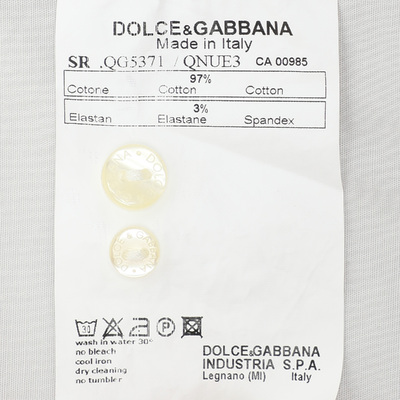 DOLCE&GABBANA
Made in Italy
SR .QG5371 / QNUE3 CA 00985
97%
Cotone Cotton Cotton
3%
Elastan Elastane Spandex
30
wash in water 30°
no bleach
cool iron
dry cleaning
no tumbler
DOLCE&GABBANA
INDUSTRIA S.P.A.
Legnano (MI) Italy